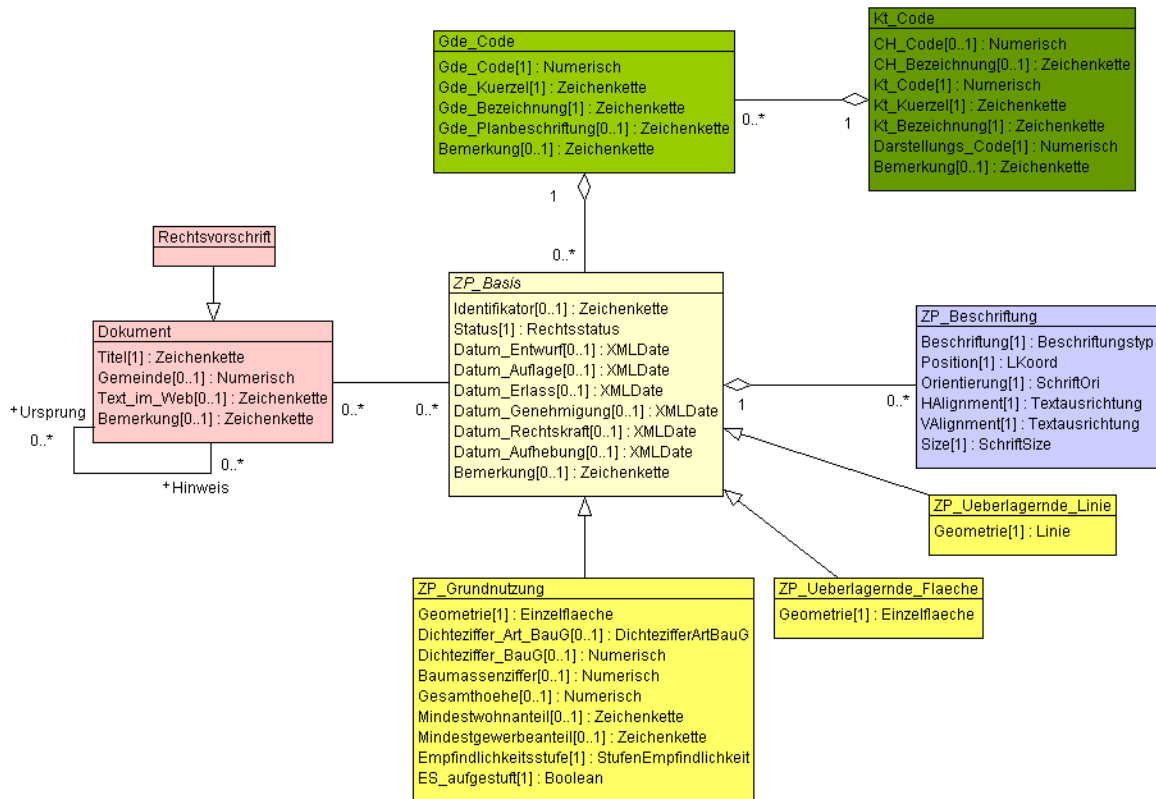 Kt_Code
CH_Code[0..1] : Numerisch
CH_Bezeichnung[0..1] : Zeichenkette
Kt_Code[1] : Numerisch
Kt_Kuerzel[1] : Zeichenkette
Kt_Bezeichnung[1] : Zeichenkette
Darstellungs_Code[1] : Numerisch
Bemerkung[0..1] : Zeichenkette
Gde_Code
Gde_Code[1] : Numerisch
Gde_Kuerzel[1] : Zeichenkette
Gde_Bezeichnung[1] : Zeichenkette
Gde_Planbeschriftung[0..1] : Zeichenkette
Bemerkung[0..1] : Zeichenkette
0..*
1
1
0..*
Rechtsvorschrift
Dokument
Titel[1] : Zeichenkette
Gemeinde[0..1] : Numerisch
Text_im_Web[0..1] : Zeichenkette
Bemerkung[0..1] : Zeichenkette
+Ursprung
0..*
0..*
+Hinweis
0..*
0..*
ZP_Basis
Identifikator[0..1] : Zeichenkette
Status[1] : Rechtsstatus
Datum_Entwurf[0..1] : XMLDate
Datum_Auflage[0..1] : XMLDate
Datum_Erlass[0..1] : XMLDate
Datum_Genehmigung[0..1] : XMLDate
Datum_Rechtskraft[0..1] : XMLDate
Datum_Aufhebung[0..1] : XMLDate
Bemerkung[0..1] : Zeichenkette
1
0..*
ZP_Beschriftung
Beschriftung[1] : Beschriftungstyp
Position[1] : LKoord
Orientierung[1] : SchriftOri
HAlignment[1] : Textausrichtung
VAlignment[1] : Textausrichtung
Size[1] : SchriftSize
ZP_Ueberlagernde_Linie
Geometrie[1] : Linie
ZP_Ueberlagernde_Flaeche
Geometrie[1] : Einzelflaeche
ZP_Grundnutzung
Geometrie[1] : Einzelflaeche
Dichteziffer_Art_BauG[0..1] : DichtezifferArtBauG
Dichteziffer_BauG[0..1] : Numerisch
Baumassenziffer[0..1] : Numerisch
Gesamthoehe[0..1] : Numerisch
Mindestwohnanteil[0..1] : Zeichenkette
Mindestgewerbeanteil[0..1] : Zeichenkette
Empfindlichkeitsstufe[1] : StufenEmpfindlichkeit
ES_aufgestuft[1] : Boolean